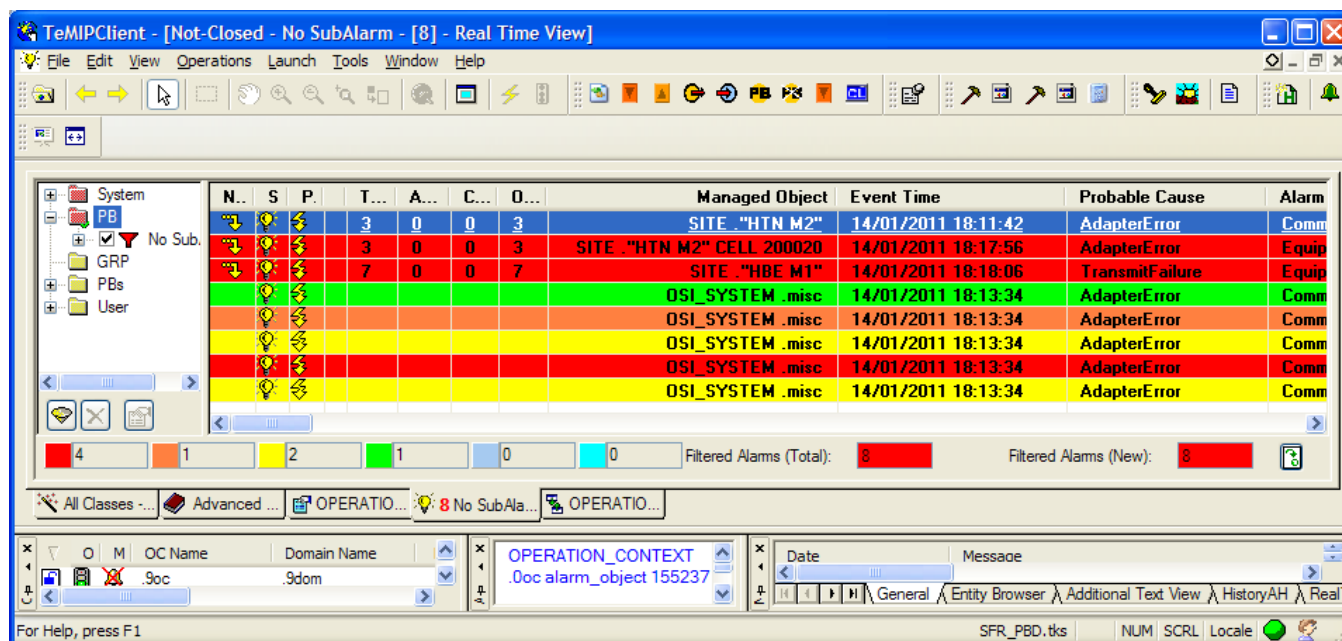 TeMIPClient - [Not-Closed - No SubAlarm - [8] - Real Time View]
File Edit View Operations Launch Tools Window Help
PB CL
System
PB
No Sub.
GRP
PBs
User
N.. S P. T... A... C... O... Managed Object Event Time Probable Cause Alarm
3 0 0 3 SITE ."HTN M2" 14/01/2011 18:11:42 AdapterError Comm
3 0 0 3 SITE ."HTN M2" CELL 200020 14/01/2011 18:17:56 AdapterError Equip
7 0 0 7 SITE ."HBE M1" 14/01/2011 18:18:06 TransmitFailure Equip
OSI_SYSTEM .misc 14/01/2011 18:13:34 AdapterError Comm
OSI_SYSTEM .misc 14/01/2011 18:13:34 AdapterError Comm
OSI_SYSTEM .misc 14/01/2011 18:13:34 AdapterError Comm
OSI_SYSTEM .misc 14/01/2011 18:13:34 AdapterError Comm
OSI_SYSTEM .misc 14/01/2011 18:13:34 AdapterError Comm
4 1 2 1 0 0 Filtered Alarms (Total): 8 Filtered Alarms (New): 8
All Classes -... Advanced ... OPERATIO... 8 No SubAla... OPERATIO...
O M OC Name Domain Name
.9oc .9dom
OPERATION_CONTEXT
.0oc alarm_object 155237
Date Message
General Entity Browser Additional Text View HistoryAH Real
For Help, press F1 SFR_PBD.tks NUM SCRL Locale